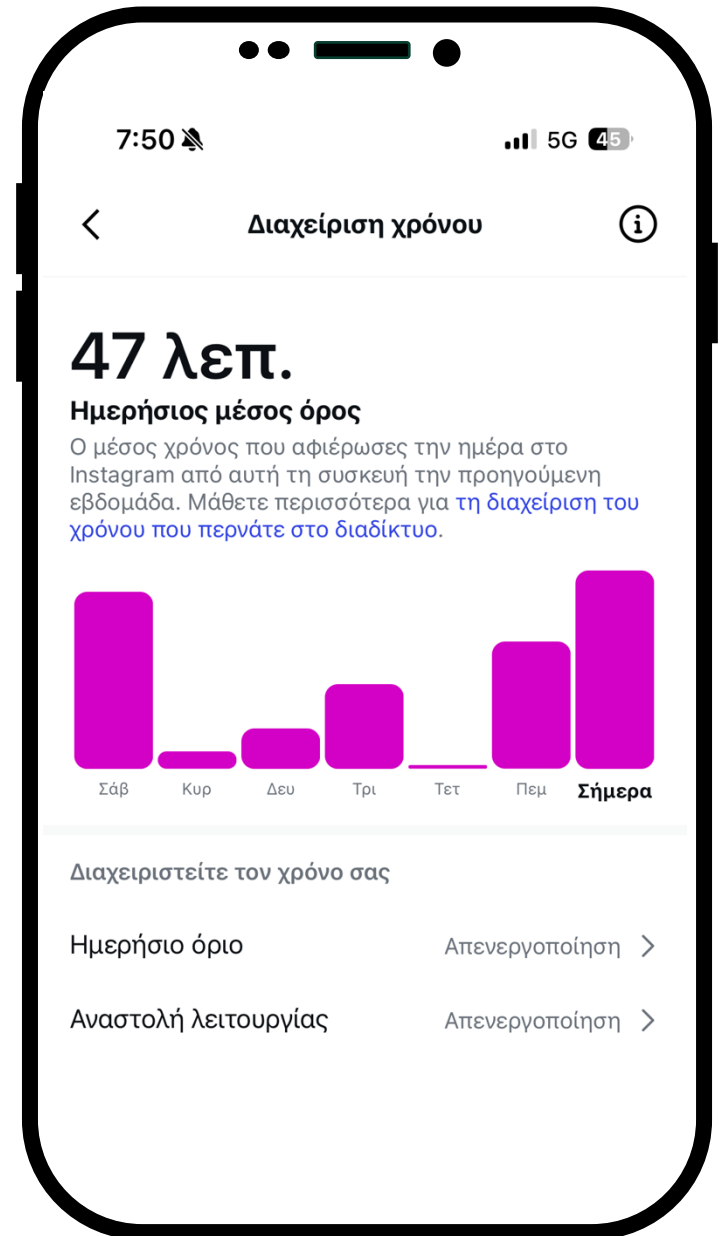 7:50 5G 45
Διαχείριση χρόνου
47 λεπ.
Ημερήσιος μέσος όρος
Ο μέσος χρόνος που αφιέρωσες την ημέρα στο
Instagram από αυτή τη συσκευή την προηγούμενη
εβδομάδα. Μάθετε περισσότερα για τη διαχείριση του
χρόνου που περνάτε στο διαδίκτυο.
Σάβ Κυρ Δευ Τρι Τετ Πεμ Σήμερα
Διαχειριστείτε τον χρόνο σας
Ημερήσιο όριο Απενεργοποίηση
Αναστολή λειτουργίας Απενεργοποίηση